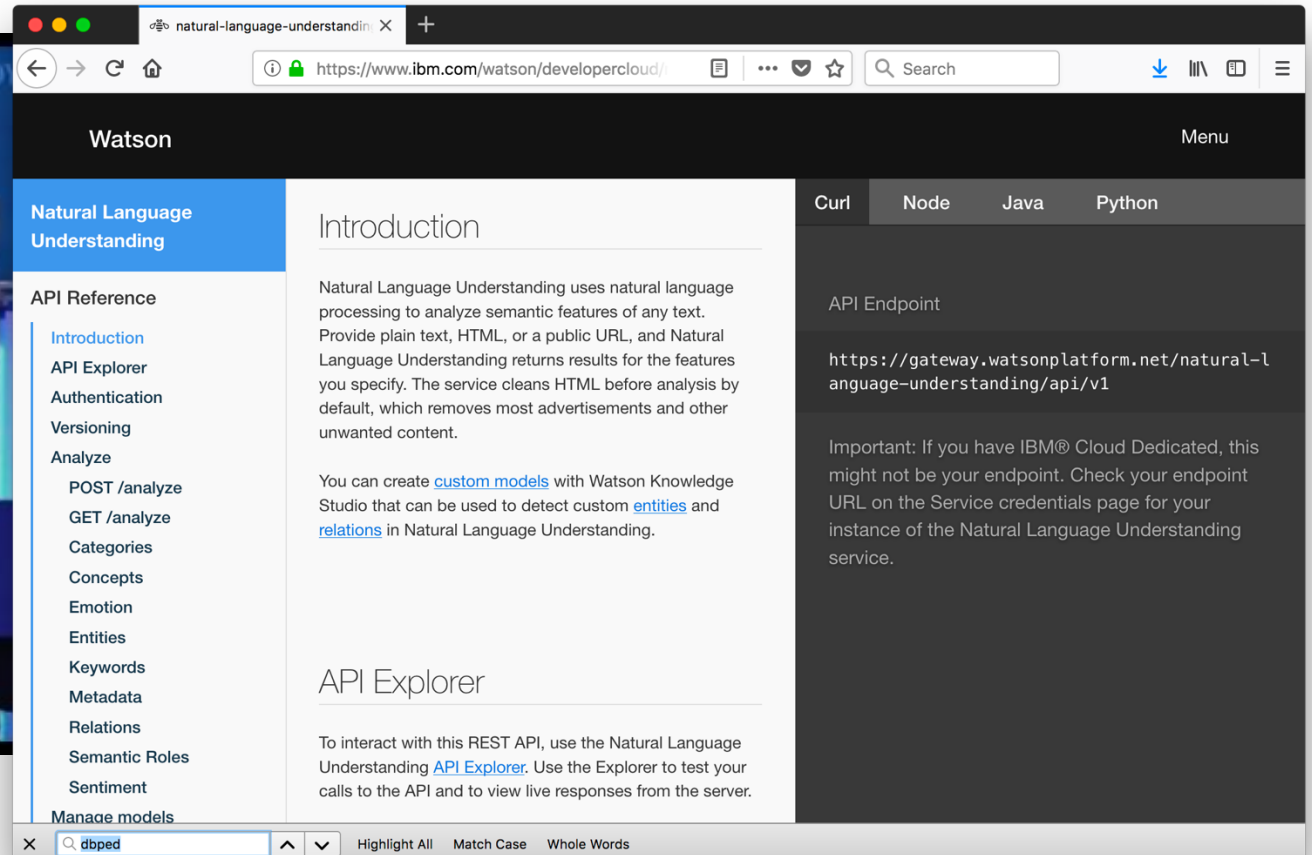 natural-language-understandin
https://www.ibm.com/watson/developercloud/
Search
Watson
Menu
Natural Language
Understanding
API Reference
Introduction
API Explorer
Authentication
Versioning
Analyze
POST /analyze
GET /analyze
Categories
Concepts
Emotion
Entities
Keywords
Metadata
Relations
Semantic Roles
Sentiment
Manage models
Introduction
Natural Language Understanding uses natural language
processing to analyze semantic features of any text.
Provide plain text, HTML, or a public URL, and Natural
Language Understanding returns results for the features
you specify. The service cleans HTML before analysis by
default, which removes most advertisements and other
unwanted content.
You can create custom models with Watson Knowledge
Studio that can be used to detect custom entities and
relations in Natural Language Understanding.
API Explorer
To interact with this REST API, use the Natural Language
Understanding API Explorer. Use the Explorer to test your
calls to the API and to view live responses from the server.
Curl Node Java Python
API Endpoint
https://gateway.watsonplatform.net/natural-l
anguage-understanding/api/v1
Important: If you have IBM® Cloud Dedicated, this
might not be your endpoint. Check your endpoint
URL on the Service credentials page for your
instance of the Natural Language Understanding
service.
dbped
Highlight All Match Case Whole Words